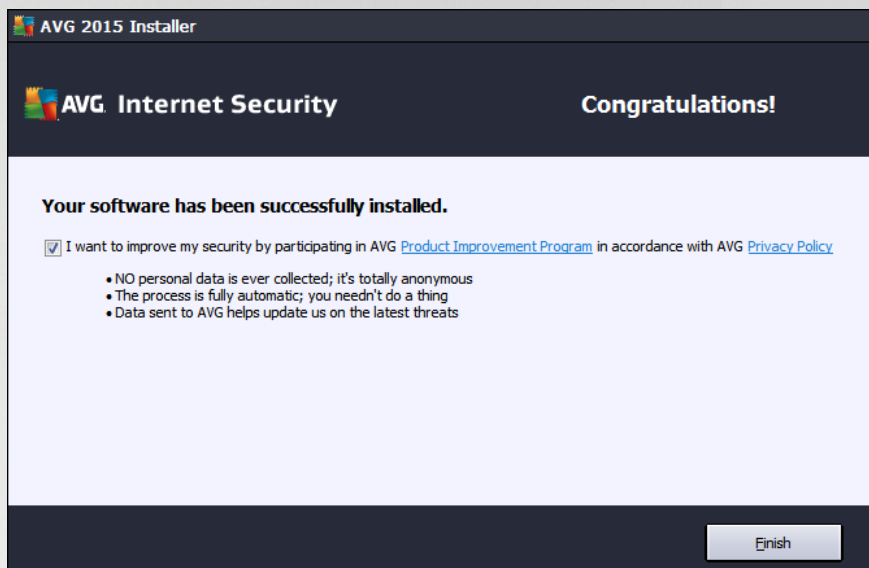 AVG 2015 Installer
AVG. Internet Security
Congratulations!
Your software has been successfully installed.
I want to improve my security by participating in AVG Product Improvement Program in accordance with AVG Privacy Policy
• NO personal data is ever collected; it's totally anonymous
• The process is fully automatic; you needn't do a thing
• Data sent to AVG helps update us on the latest threats
Finish